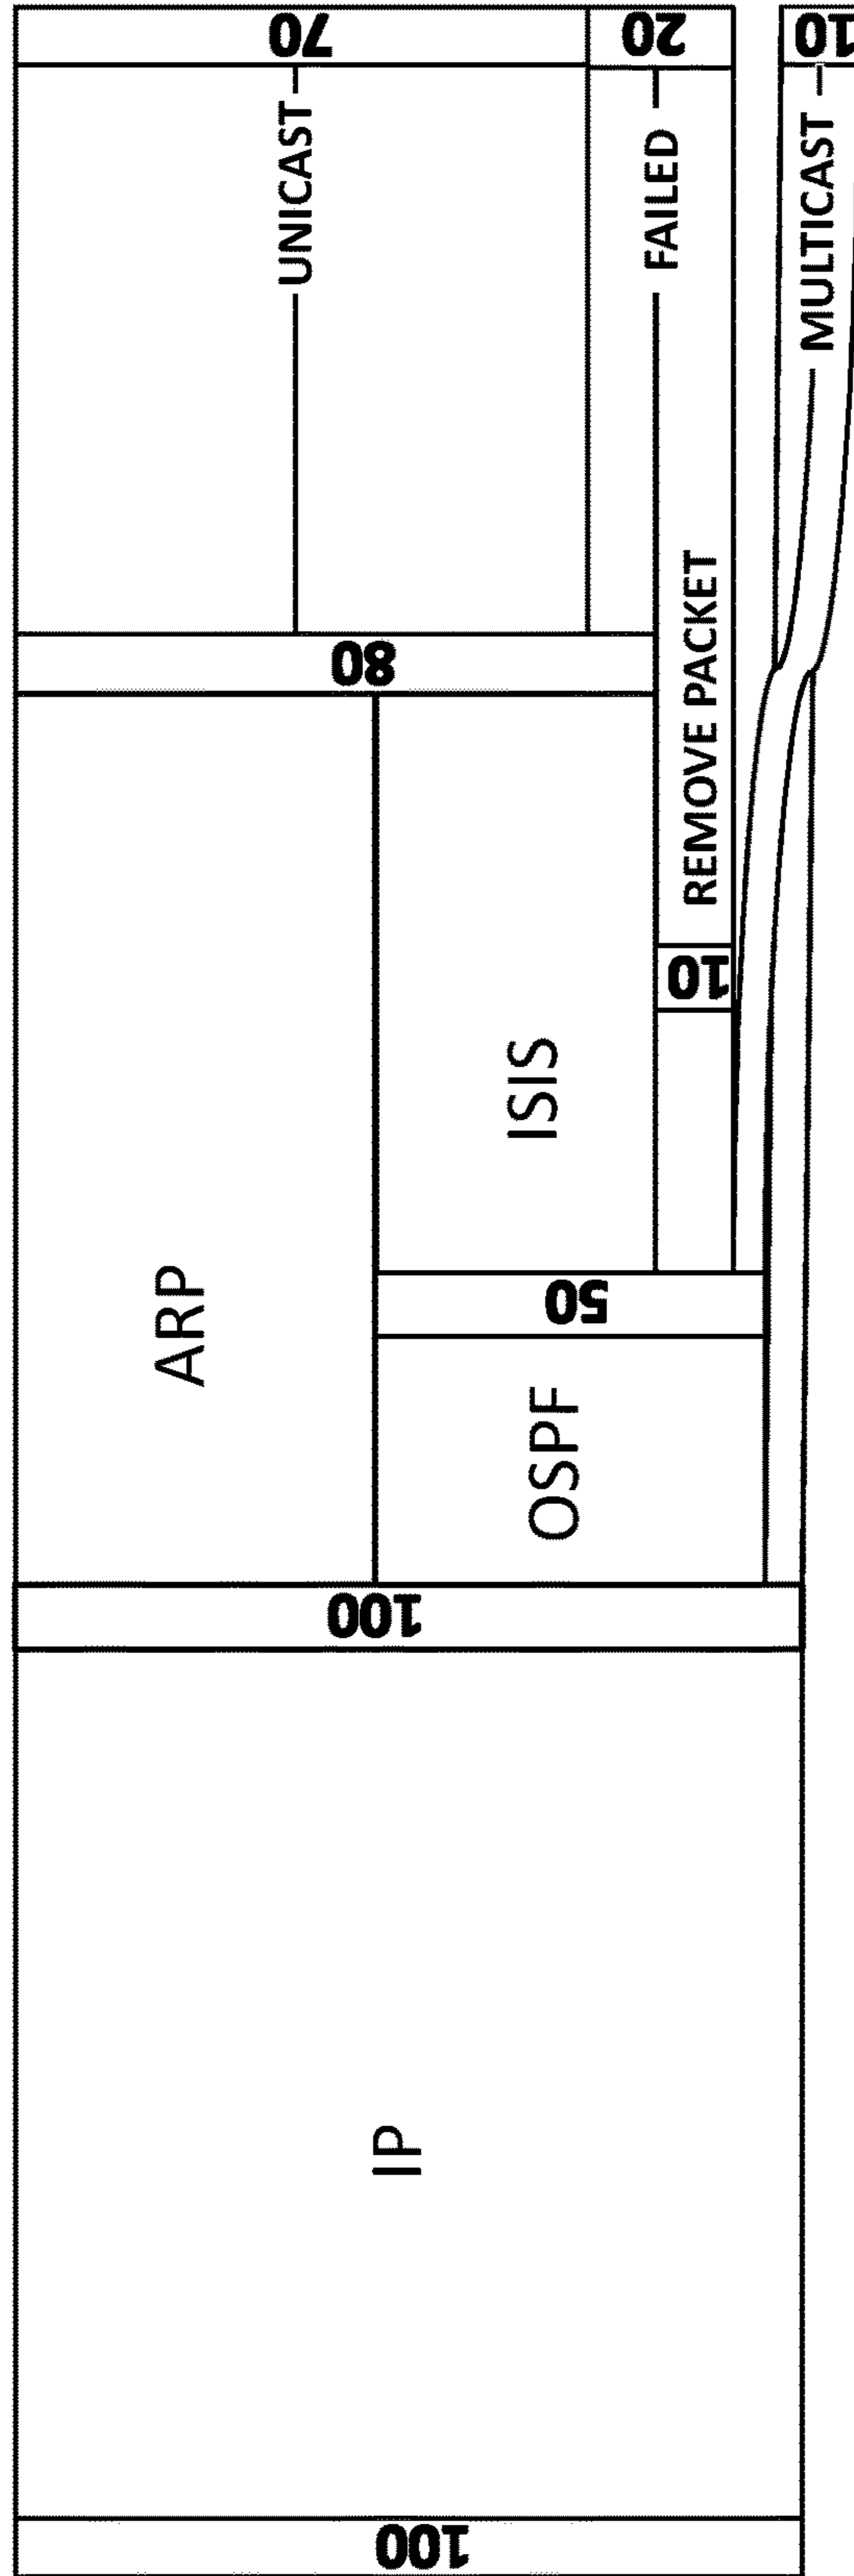 100
IP
100
ARP
OSPF
50
ISIS
10
REMOVE PACKET
80
UNICAST
70
FAILED
20
MULTICAST
10